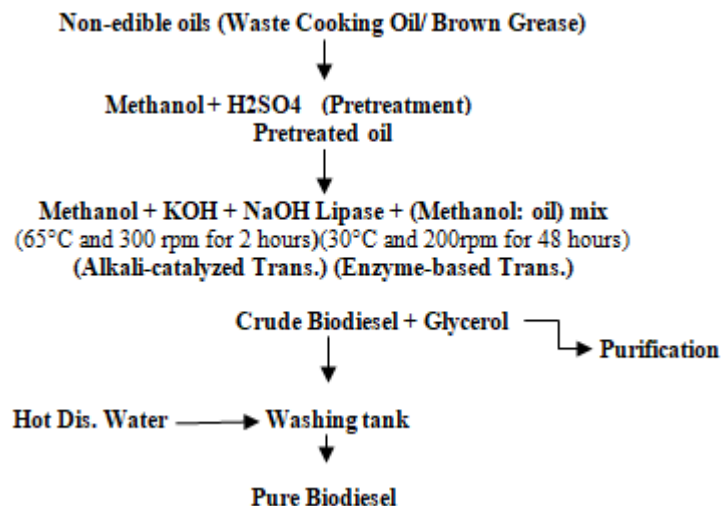 Non-edible oils (Waste Cooking Oil/ Brown Grease)
Methanol + H2SO4 (Pretreatment)
Pretreated oil
Methanol + KOH + NaOH Lipase + (Methanol: oil) mix
(65°C and 300 rpm for 2 hours)(30°C and 200rpm for 48 hours)
(Alkali-catalyzed Trans.) (Enzyme-based Trans.)
Crude Biodiesel + Glycerol
Purification
Hot Dis. Water
Washing tank
Pure Biodiesel